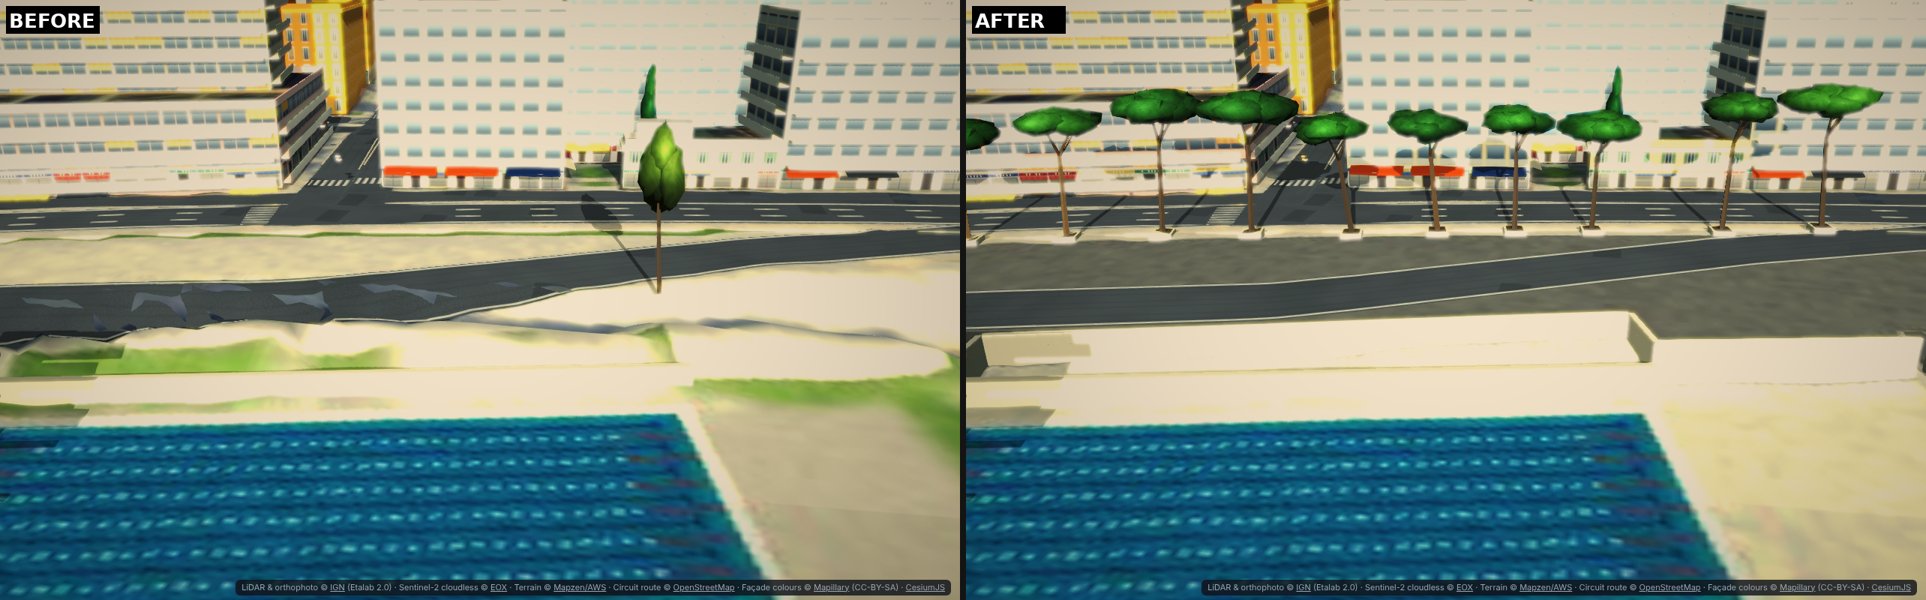 BEFORE
AFTER
LiDAR & orthophoto © IGN (Etalab 2.0) · Sentinel-2 cloudless © EOX · Terrain © Mapzen/AWS · Circuit route © OpenStreetMap · Façade colours © Mapillary (CC-BY-SA) · CesiumJS
LiDAR & orthophoto © IGN (Etalab 2.0) · Sentinel-2 cloudless © EOX · Terrain © Mapzen/AWS · Circuit route © OpenStreetMap · Façade colours © Mapillary (CC-BY-SA) · CesiumJS